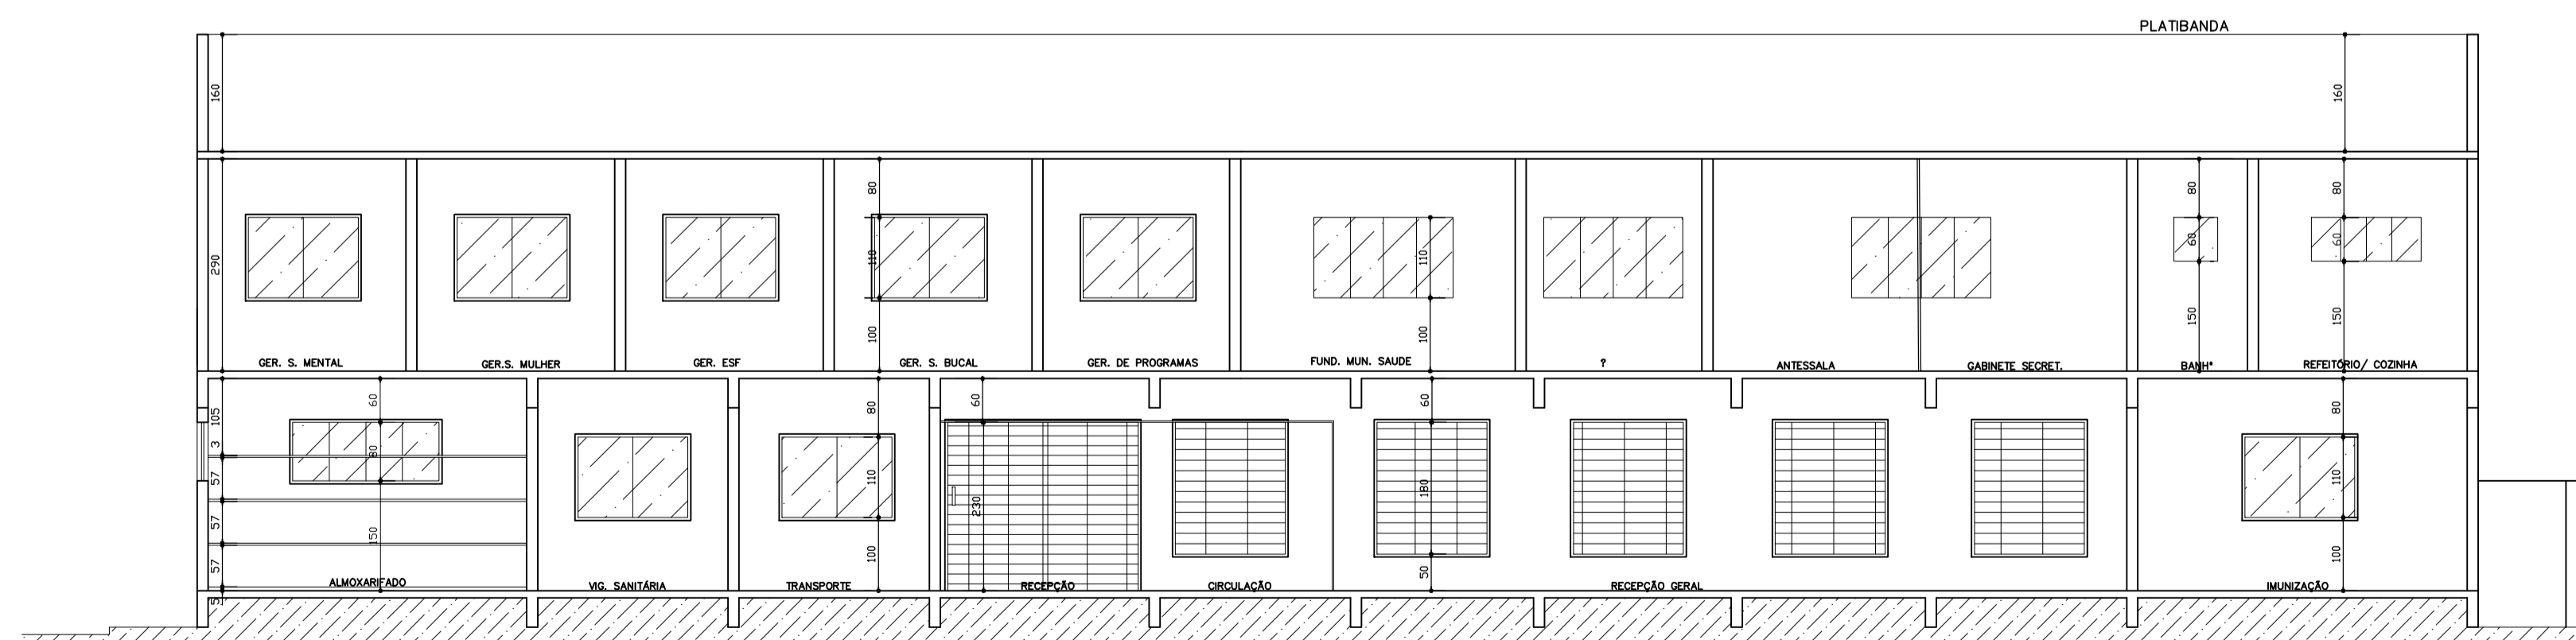 PLATIBANDA
160
160
290
80
110
100
110
100
80
60
150
80
60
150
GER. S. MENTAL
GER.S. MULHER
GER. ESF
GER. S. BUCAL
GER. DE PROGRAMAS
FUND. MUN. SAUDE
?
ANTESSALA
GABINETE SECRET.
BANHº
REFEITÓRIO/ COZINHA
105
3
57
57
57
5
60
80
150
80
110
100
60
230
60
180
50
80
110
100
ALMOXARIFADO
VIG. SANITÁRIA
TRANSPORTE
RECEPÇÃO
CIRCULAÇÃO
RECEPÇÃO GERAL
IMUNIZAÇÃO